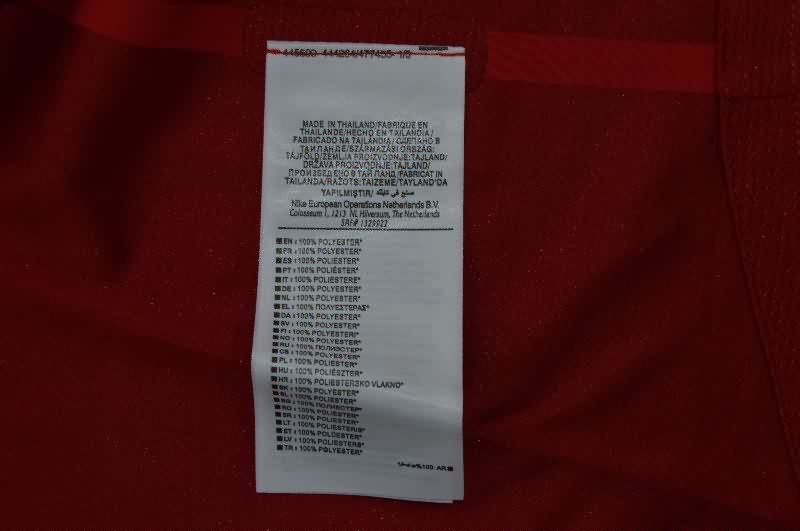 445600 444264/477455 1/5
MADE IN THAILAND/FABRIQUE EN
THAILANDE/HECHO EN TAILANDIA/
FABRICADO NA TAILÂNDIA/ СДЕЛАНО В
ТАИЛАНДЕ/SZÁRMAZÁSI ORSZÁG:
TÁJFÖLD/ZEMLJA PROIZVODNJE:TAJLAND/
DRŽAVA PROIZVODNJE:TAJLAND/
ПРОИЗВЕДЕНО В ТАЙЛАНД/FABRICAT IN
TAILANDA/RAŽOTS:TAIZEME/TAYLAND'DA
YAPILMIŞTIR/ صنع في
Nike European Operations Netherlands B.V.
Colosseum 1, 1213 NL Hilversum, The Netherlands
SRF# 1329922
EN : 100% POLYESTER*
FR : 100% POLYESTER*
ES : 100% POLIÉSTER*
PT : 100% POLIÉSTER*
IT : 100% POLIESTERE*
DE : 100% POLYESTER*
NL : 100% POLYESTER*
EL : 100% ΠΟΛΥΕΣΤΕΡΑΣ*
DA : 100% POLYESTER*
SV : 100% POLYESTER*
FI : 100% POLYESTERI*
NO : 100% POLYESTER*
RU : 100% ПОЛИЭСТЕР*
CS : 100% POLYESTER*
PL : 100% POLIESTER*
HU : 100% POLIÉSZTER*
HR : 100% POLIESTERSKO VLAKNO*
SK : 100% POLYESTER*
SL : 100% POLIESTER*
BG : 100% ПОЛИЕСТЕР*
RO : 100% POLIESTER*
SR : 100% POLIESTER*
LT : 100% POLIESTERIS*
ET : 100% POLÜESTER*
LV : 100% POLIESTERS*
TR : 100% POLYESTER*
%100: AR